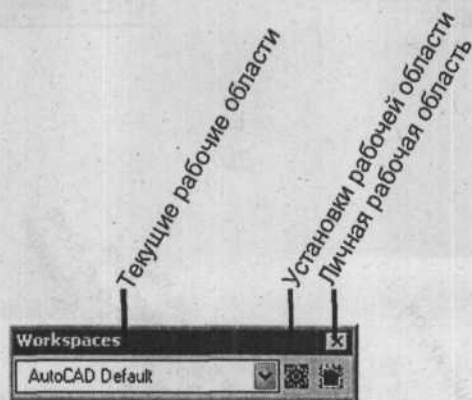 Текущие рабочие области
Установки рабочей области
Личная рабочая область
Workspaces
AutoCAD Default